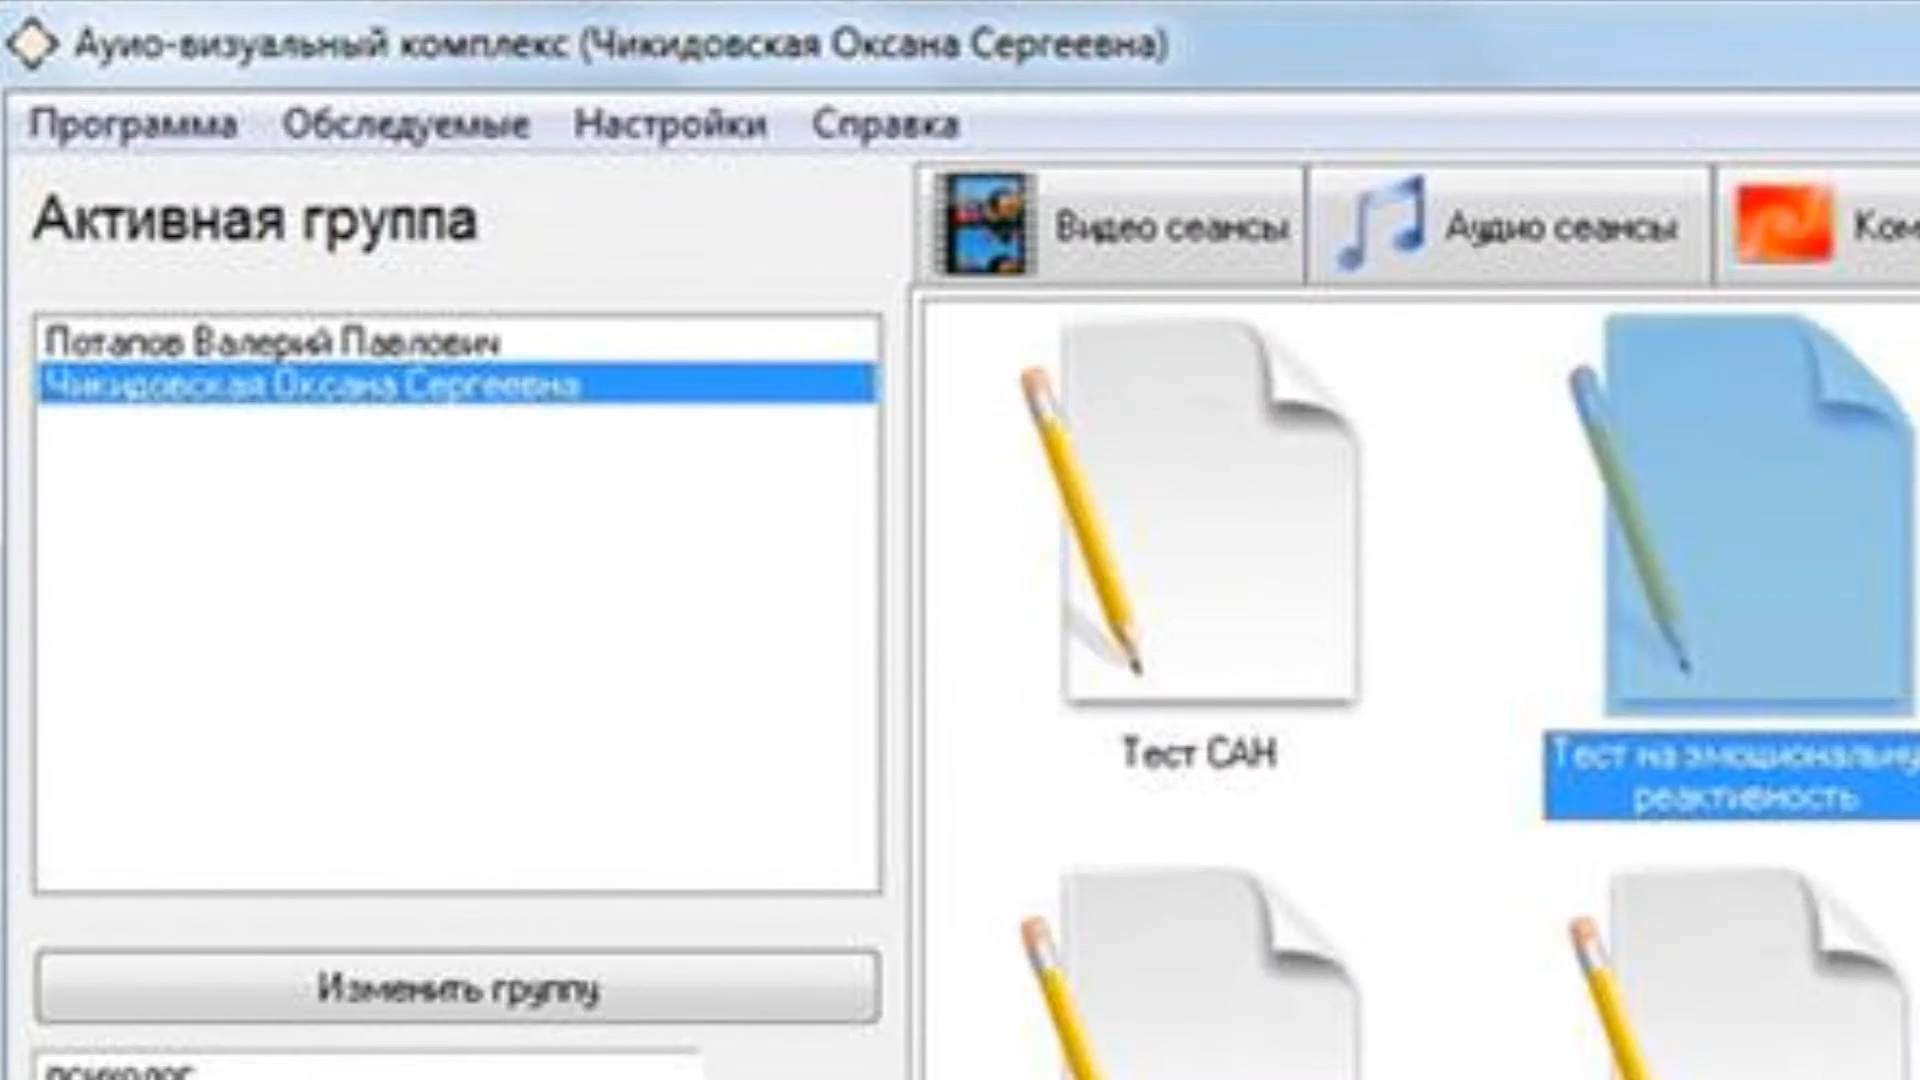 Ауио-визуальный комплекс (Чикидовская Оксана Сергеевна)
Программа Обследуемые Настройки Справка
Активная группа
Видео сеансы Аудио сеансы
Потапов Валерий Павлович
Чикидовская Оксана Сергеевна
Тест САН
Тест на эмоциональну
реактивность
Изменить группу
психолог